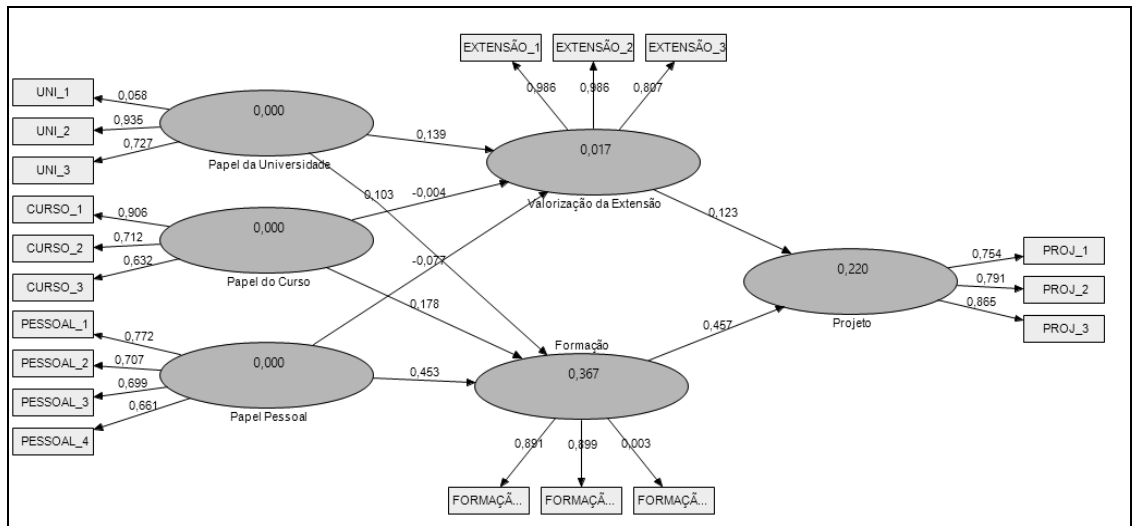 EXTENSÃO_1
EXTENSÃO_2
EXTENSÃO_3
0,986
0,986
0,807
UNI_1
UNI_2
UNI_3
0,058
0,935
0,727
0,000
Papel da Universidade
0,139
0,103
0,017
Valorização da Extensão
CURSO_1
CURSO_2
CURSO_3
0,906
0,712
0,632
0,000
Papel do Curso
-0,004
0,178
-0,077
0,123
PESSOAL_1
PESSOAL_2
PESSOAL_3
PESSOAL_4
0,772
0,707
0,699
0,661
0,000
Papel Pessoal
0,453
Formação
0,367
0,457
0,220
Projeto
0,754
0,791
0,865
PROJ_1
PROJ_2
PROJ_3
0,891
0,899
0,003
FORMAÇÃ...
FORMAÇÃ...
FORMAÇÃ...